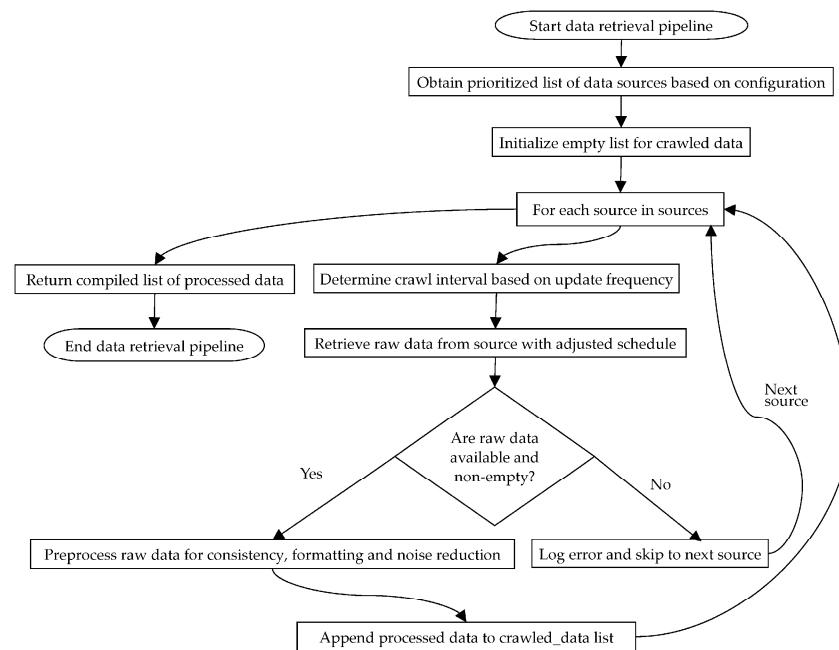 Start data retrieval pipeline
Obtain prioritized list of data sources based on configuration
Initialize empty list for crawled data
For each source in sources
Return compiled list of processed data
Determine crawl interval based on update frequency
End data retrieval pipeline
Retrieve raw data from source with adjusted schedule
Next
source
Are raw data
available and
non-empty?
Yes
No
Preprocess raw data for consistency, formatting and noise reduction
Log error and skip to next source
Append processed data to crawled_data list